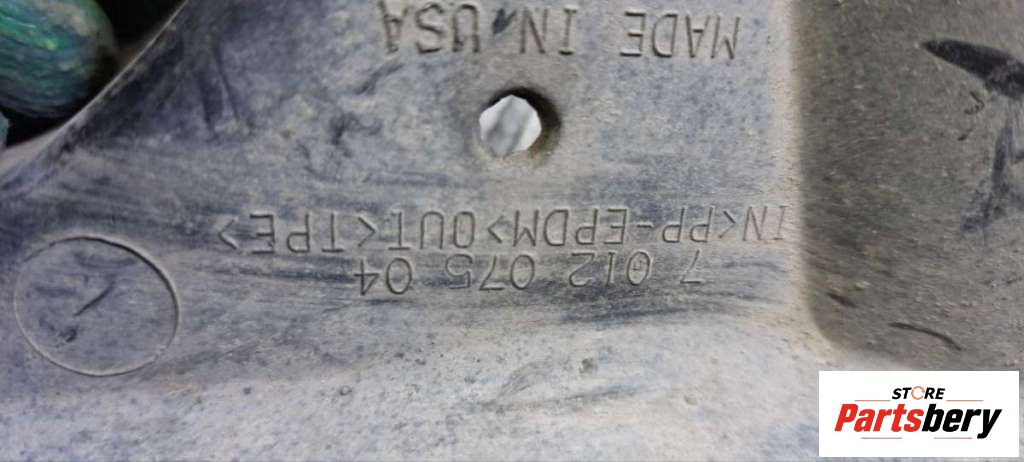 7 012 075 04
IN<PP-EPDM>OUT<TPE>
MADE IN USA
STORE
Partsbery